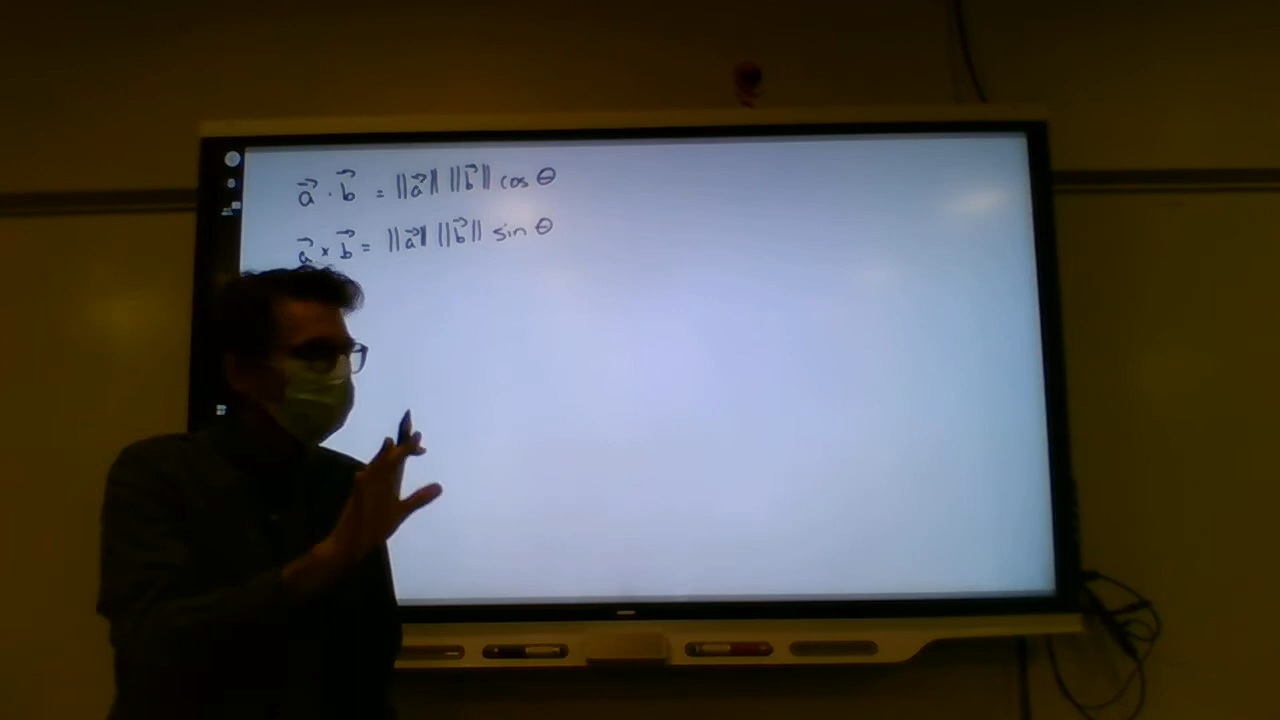 a⃗ · b⃗ = ||a⃗|| ||b⃗|| cos θ
a⃗ × b⃗ = ||a⃗|| ||b⃗|| sin θ